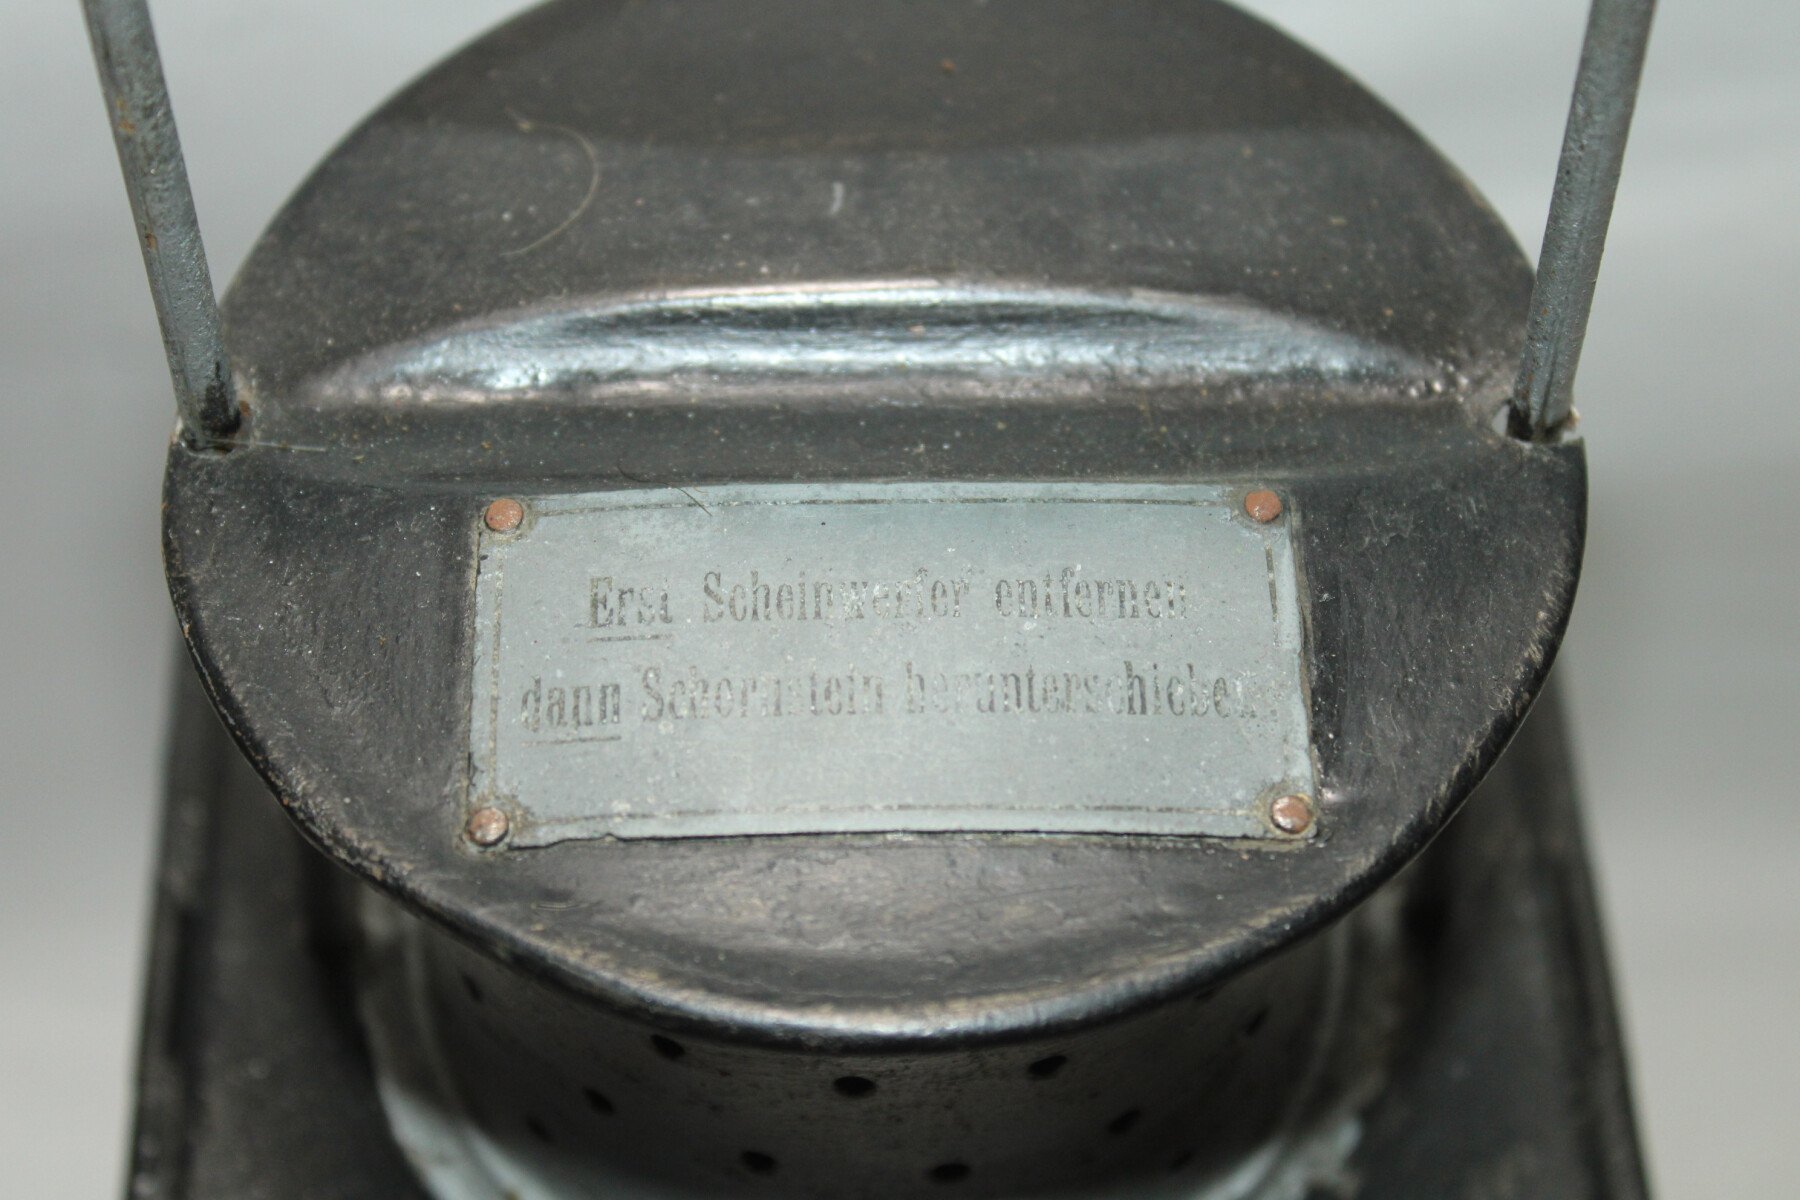 Erst Scheinwerfer entfernen
dann Schornstein herunterschieben